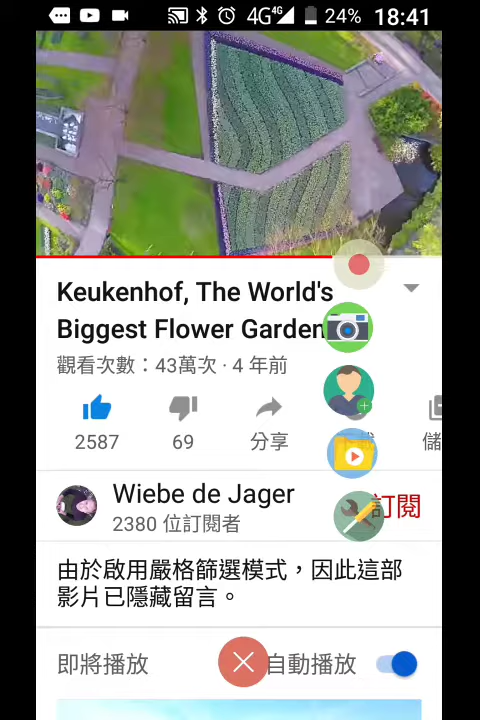 4G 4G 24% 18:41
Keukenhof, The World's
Biggest Flower Garden
觀看次數：43萬次 · 4 年前
2587 69 分享 儲
Wiebe de Jager
訂閱
2380 位訂閱者
由於啟用嚴格篩選模式，因此這部
影片已隱藏留言。
即將播放 自動播放